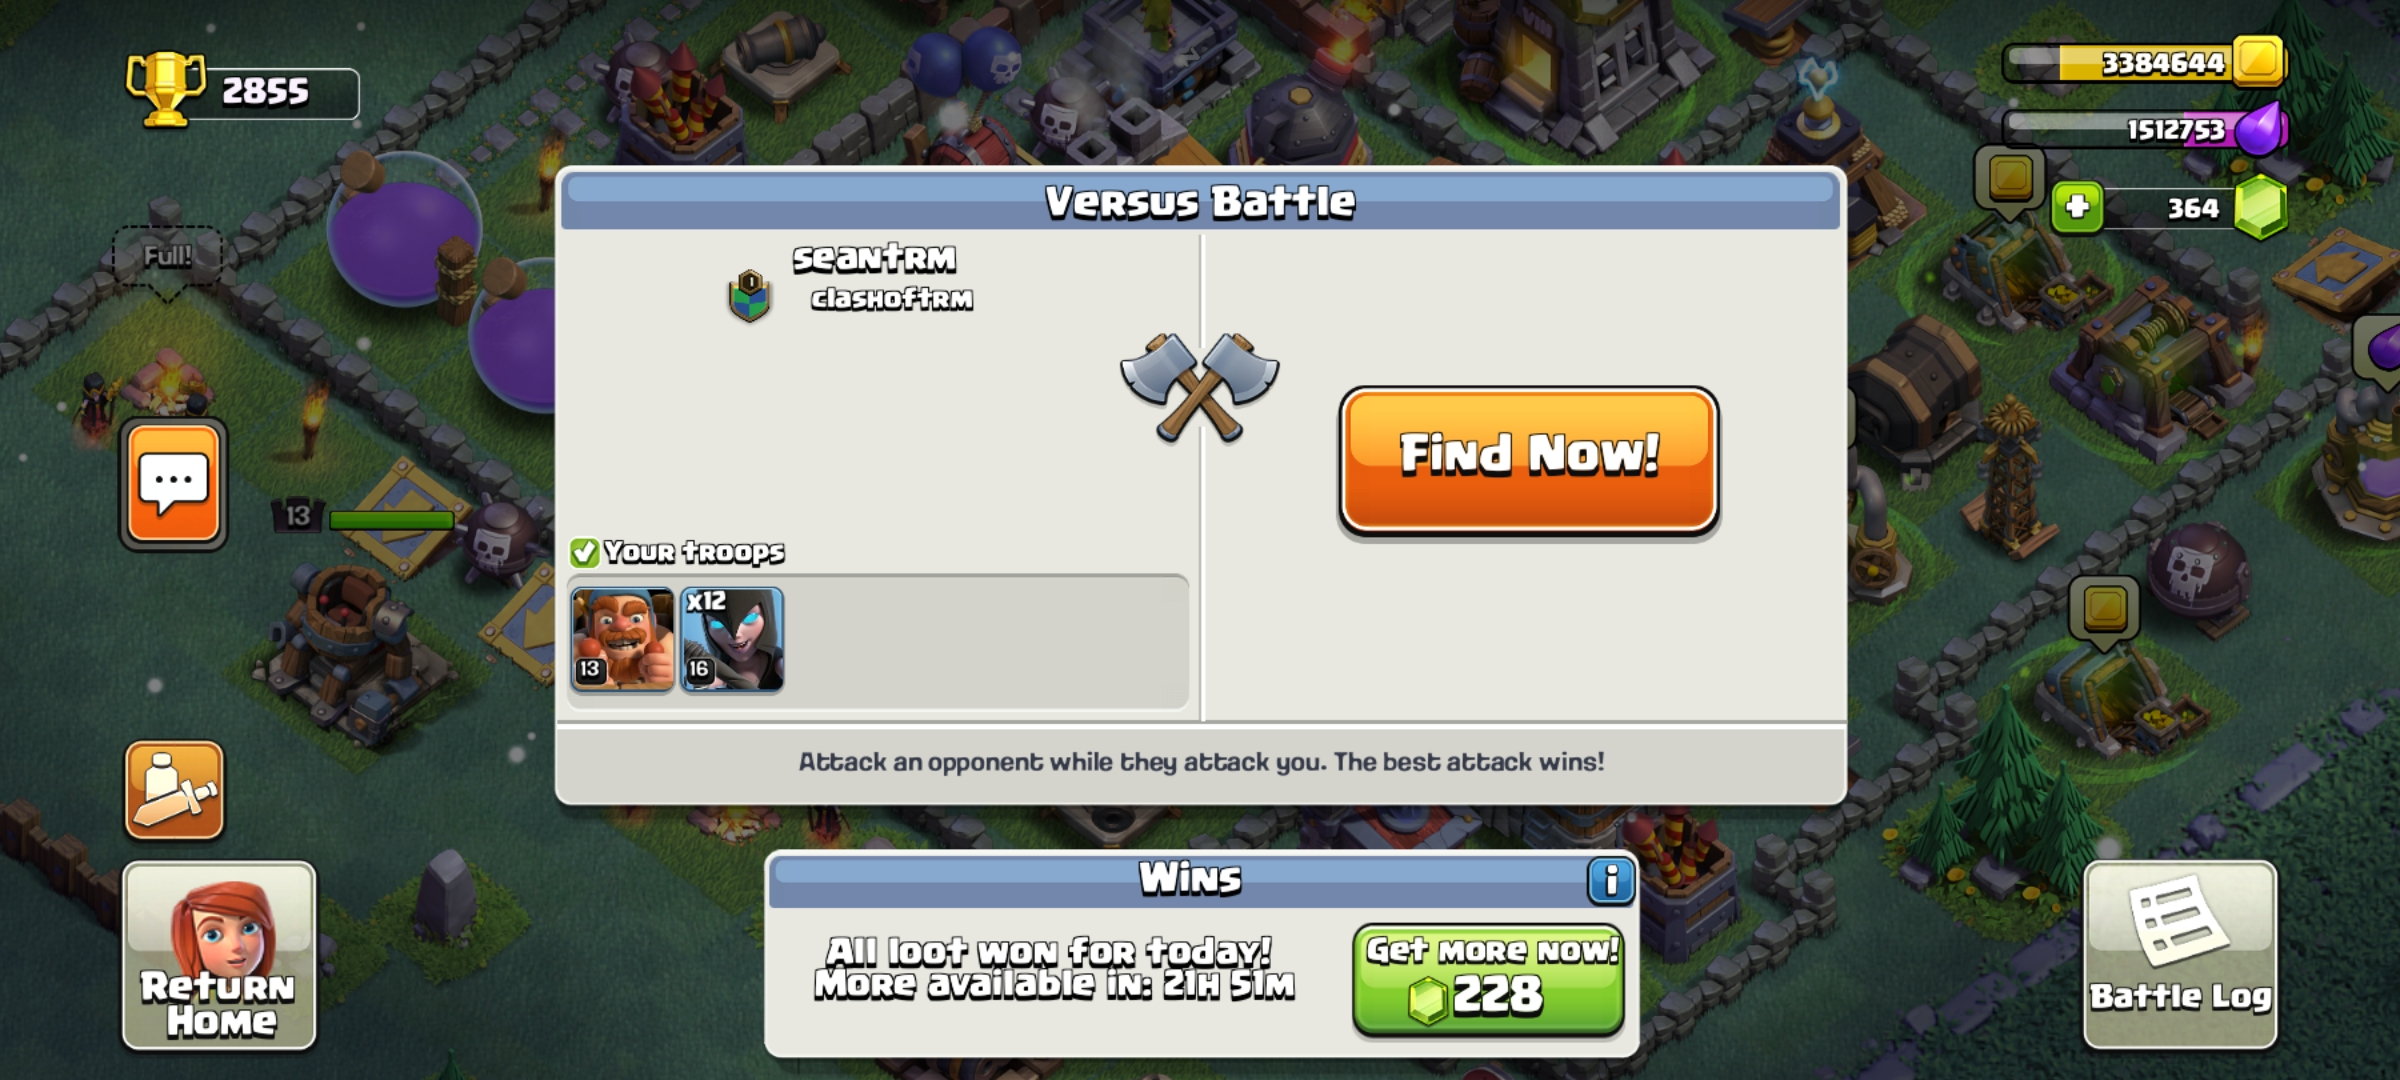 2855
3384644
1512753
364
Full!
Versus Battle
seantrm
1
clashoftrm
Find Now!
13
Your troops
x12
13
16
Attack an opponent while they attack you. The best attack wins!
Wins
i
All loot won for today!
More available in: 21H 51M
Get more now!
228
Return
Home
Battle Log